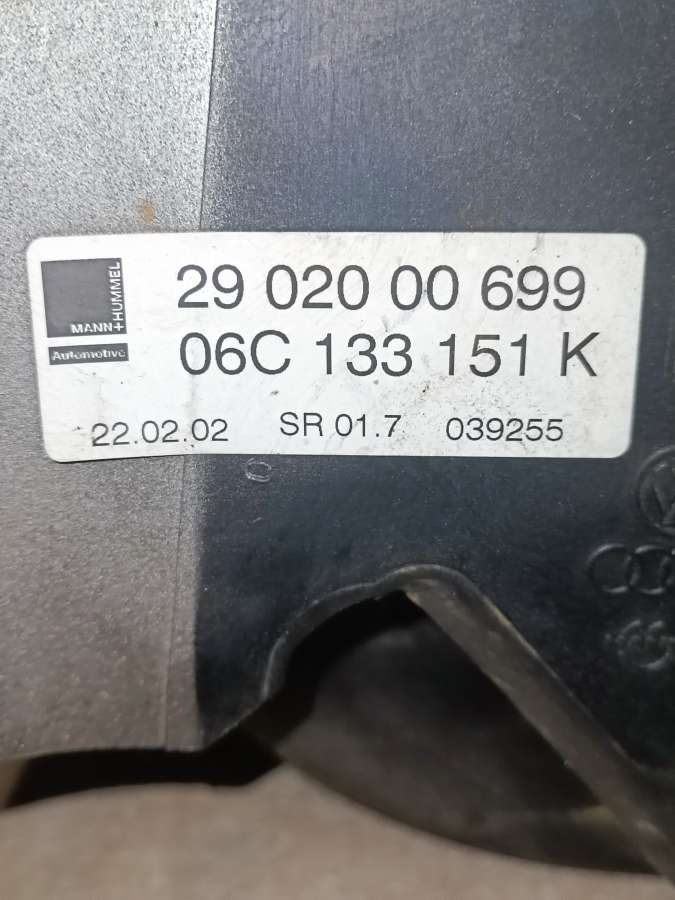 MANN+HUMMEL
Automotive
29 020 00 699
06C 133 151 K
22.02.02 SR 01.7 039255